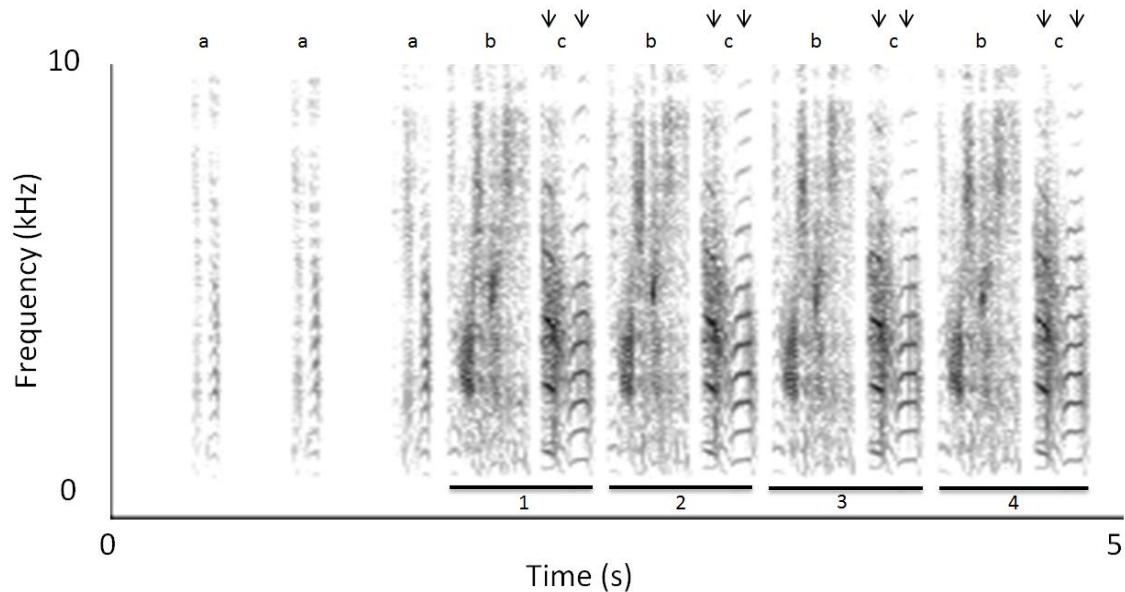 ↓ ↓ ↓ ↓ ↓ ↓ ↓ ↓
a a a b c b c b c b c
10
Frequency (kHz)
0
1 2 3 4
0 5
Time (s)